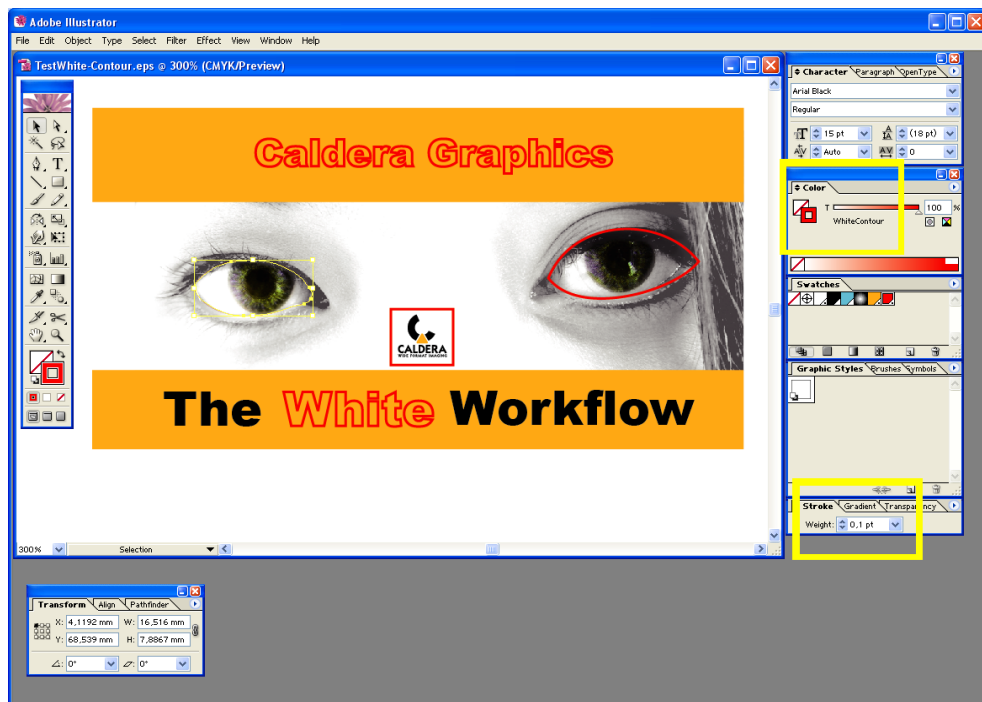 Adobe Illustrator
File Edit Object Type Select Filter Effect View Window Help
TestWhite-Contour.eps @ 300% (CMYK/Preview)
Caldera Graphics
CALDERA
WIDE FORMAT IMAGING
The White Workflow
300% Selection
Character Paragraph OpenType
Arial Black
Regular
15 pt (18 pt)
Auto 0
Color
T 100 %
WhiteContour
Swatches
Graphic Styles Brushes Symbols
Stroke Gradient Transparency
Weight: 0,1 pt
Transform Align Pathfinder
X: 4,1192 mm W: 16,516 mm
Y: 68,539 mm H: 7,8867 mm
0° 0°